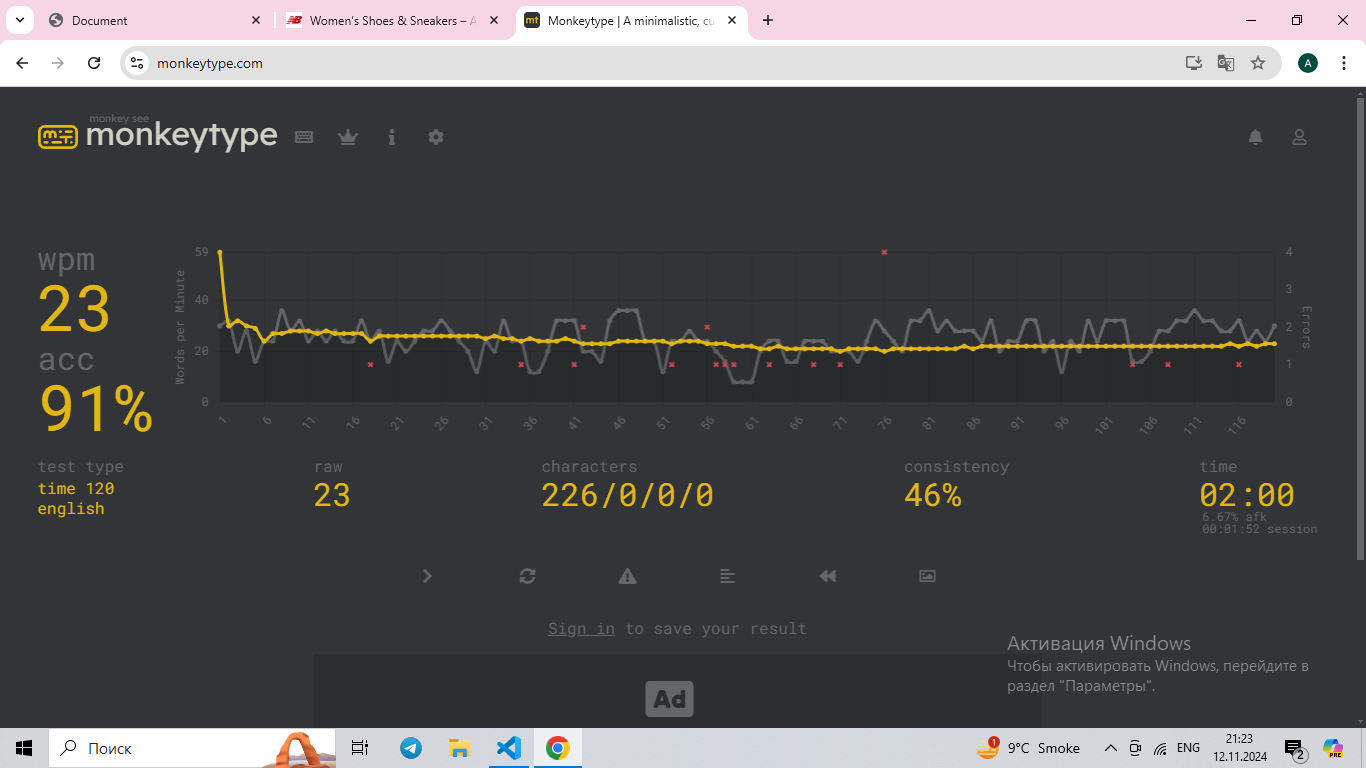 Document
Women's Shoes & Sneakers – A
Monkeytype | A minimalistic, cu
monkeytype.com
A
monkey see
monkeytype
wpm
23
acc
91%
Words per Minute
59
40
20
0
4
3
2
1
0
Errors
1 6 11 16 21 26 31 36 41 46 51 56 61 66 71 76 81 86 91 96 101 106 111 116
test type
time 120
english
raw
23
characters
226/0/0/0
consistency
46%
time
02:00
6.67% afk
00:01:52 session
Sign in to save your result
Ad
Активация Windows
Чтобы активировать Windows, перейдите в
раздел "Параметры".
Поиск
1
9°C Smoke
ENG
21:23
12.11.2024
2
PRE